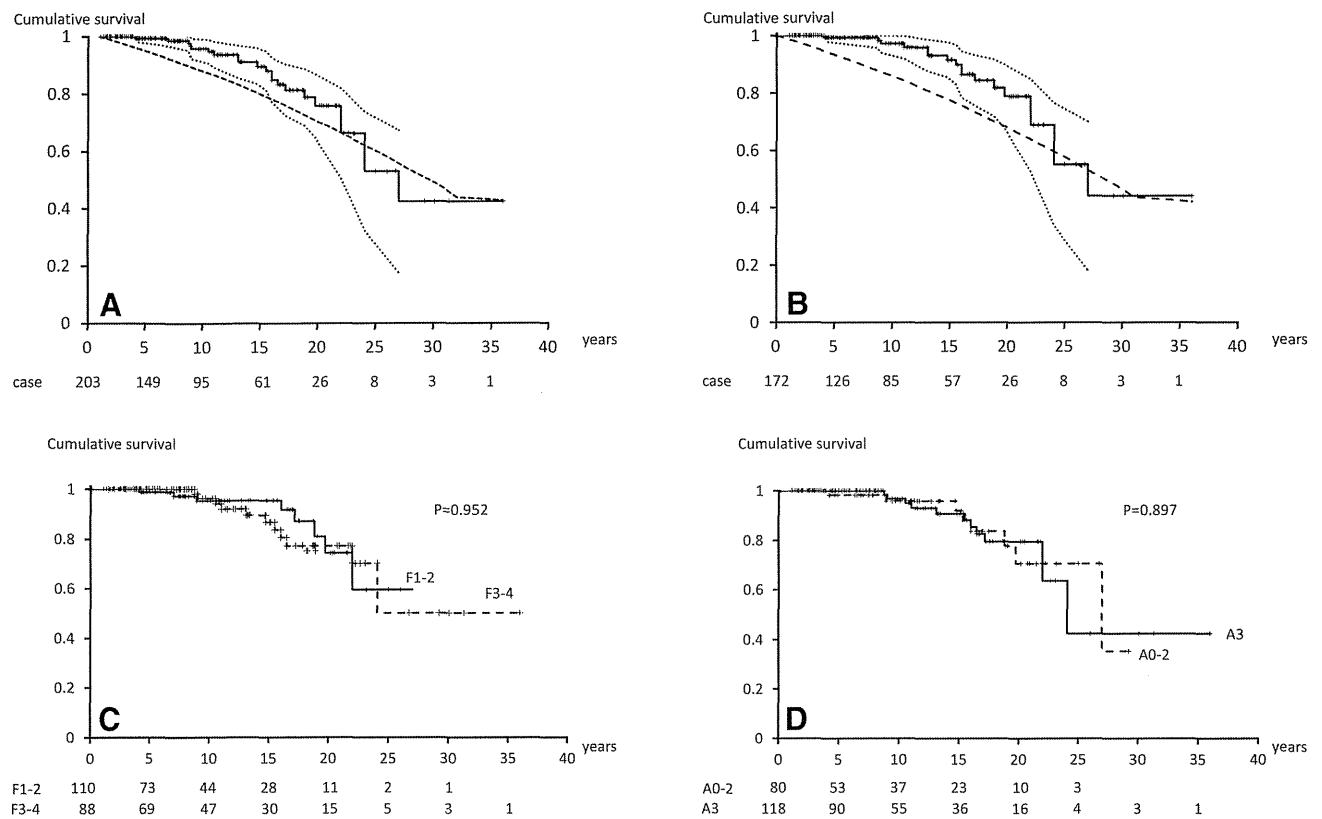 Cumulative survival
1
0.8
0.6
0.4
0.2
0
A
0 5 10 15 20 25 30 35 40 years
case 203 149 95 61 26 8 3 1
Cumulative survival
1
0.8
0.6
0.4
0.2
0
B
0 5 10 15 20 25 30 35 40 years
case 172 126 85 57 26 8 3 1
Cumulative survival
1
0.8
0.6
0.4
0.2
0
P=0.952
F1-2
F3-4
C
0 5 10 15 20 25 30 35 40 years
F1-2 110 73 44 28 11 2 1
F3-4 88 69 47 30 15 5 3 1
Cumulative survival
1
0.8
0.6
0.4
0.2
0
P=0.897
A3
A0-2
D
0 5 10 15 20 25 30 35 40 years
A0-2 80 53 37 23 10 3
A3 118 90 55 36 16 4 3 1